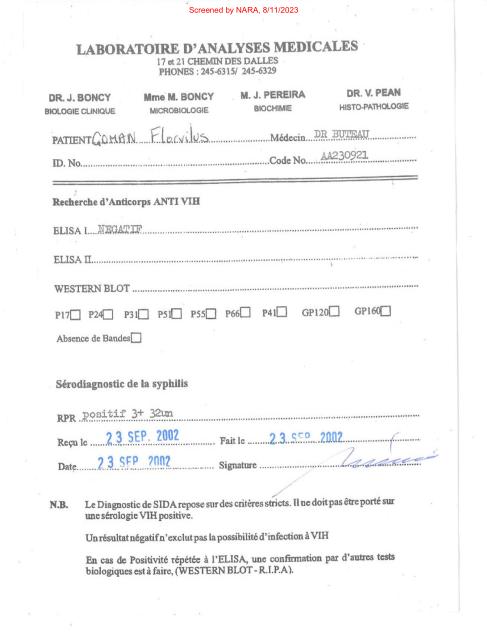 Screened by NARA, 8/11/2023
LABORATOIRE D'ANALYSES MEDICALES
17 et 21 CHEMIN DES DALLES
PHONES : 245-6315/ 245-6329
DR. J. BONCY Mme M. BONCY M. J. PEREIRA DR. V. PEAN
BIOLOGIE CLINIQUE MICROBIOLOGIE BIOCHIMIE HISTO-PATHOLOGIE
PATIENT GOMAN Flervilus Médecin DR BUTEAU
ID. No. Code No. AA230921
Recherche d'Anticorps ANTI VIH
ELISA I. NEGATIF
ELISA II.
WESTERN BLOT
P17 P24 P31 P51 P55 P66 P41 GP120 GP160
Absence de Bandes
Sérodiagnostic de la syphilis
RPR positif 3+ 32un
Reçu le 23 SEP. 2002 Fait le 23 SEP 2002
Date 23 SEP 2002 Signature
N.B. Le Diagnostic de SIDA repose sur des critères stricts. Il ne doit pas être porté sur
une sérologie VIH positive.
Un résultat négatif n'exclut pas la possibilité d'infection à VIH
En cas de Positivité répétée à l'ELISA, une confirmation par d'autres tests
biologiques est à faire, (WESTERN BLOT - R.I.P.A).